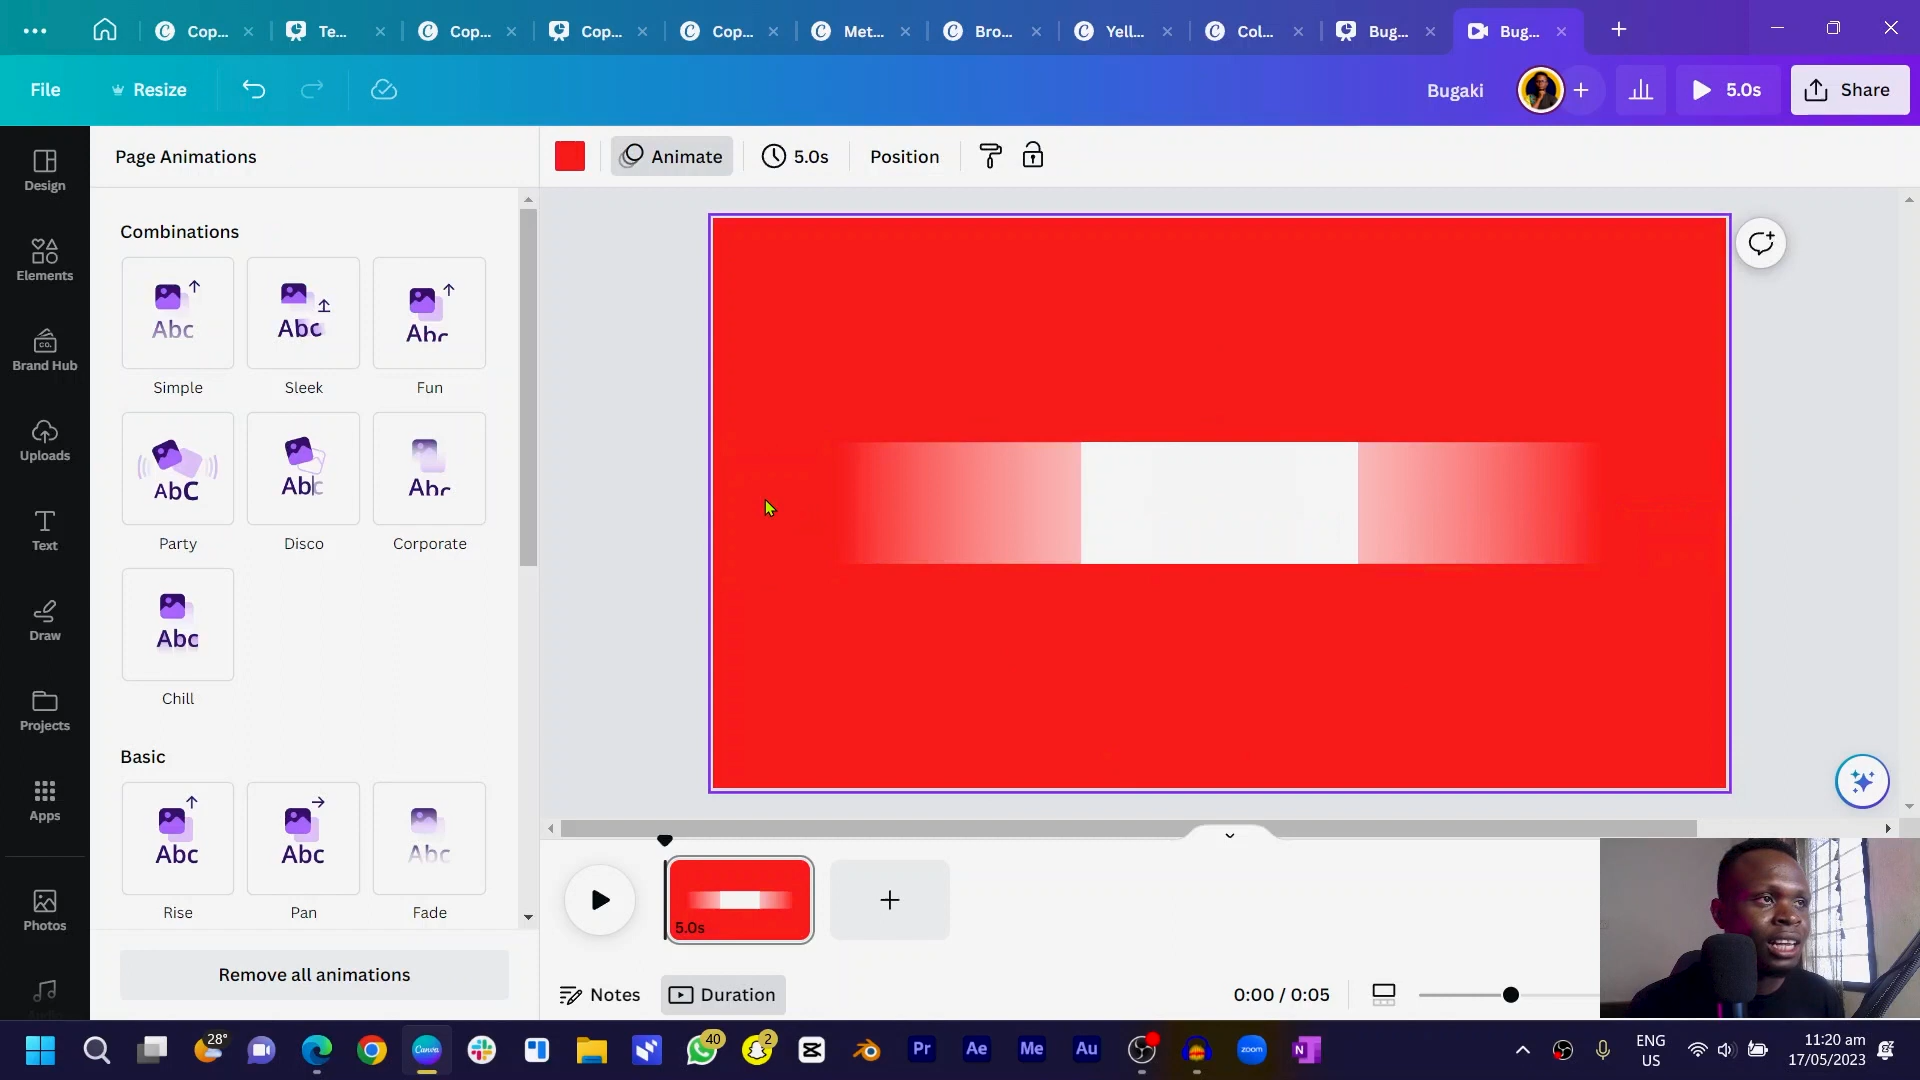 Cop...
Te...
Cop...
Cop...
Cop...
Met...
Bro...
Yell...
Col...
Bug...
Bug...
File
Resize
Bugaki
5.0s
Share
Design
Elements
Brand Hub
Uploads
Text
Draw
Projects
Apps
Photos
Page Animations
Animate
5.0s
Position
Combinations
Abc
Abc
Abc
Simple
Sleek
Fun
AbC
Abc
Abc
Party
Disco
Corporate
Abc
Chill
Basic
Abc
Abc
Abc
Rise
Pan
Fade
Remove all animations
5.0s
Notes
Duration
0:00 / 0:05
28°
Canva
40
2
Pr
Ae
Me
Au
zoom
N
ENG
US
11:20 am
17/05/2023